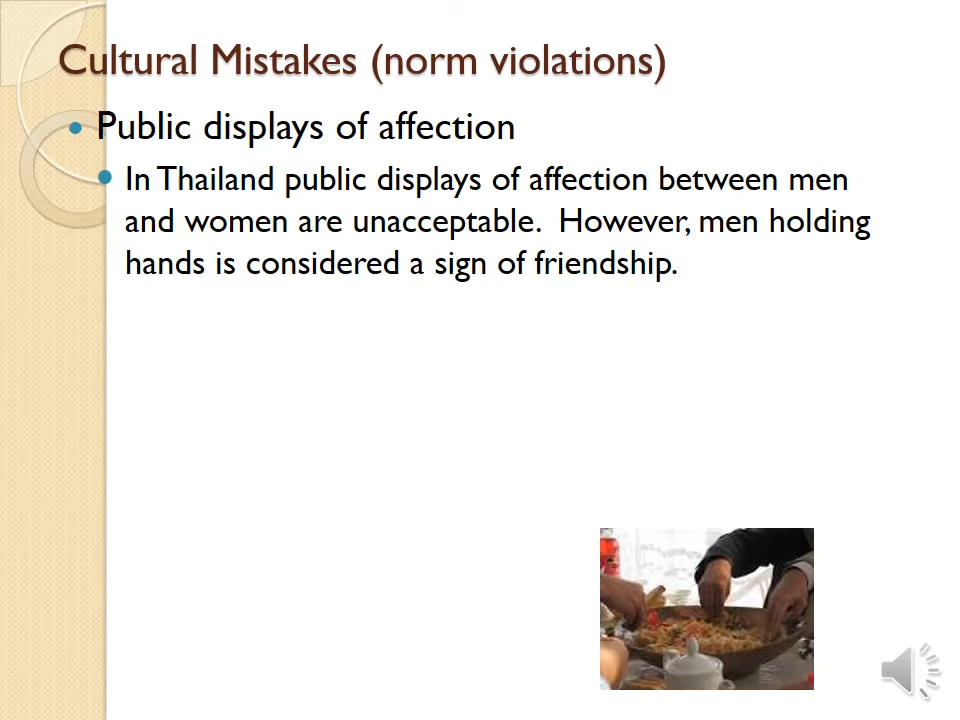 Cultural Mistakes (norm violations)
Public displays of affection
In Thailand public displays of affection between men
and women are unacceptable.  However, men holding
hands is considered a sign of friendship.